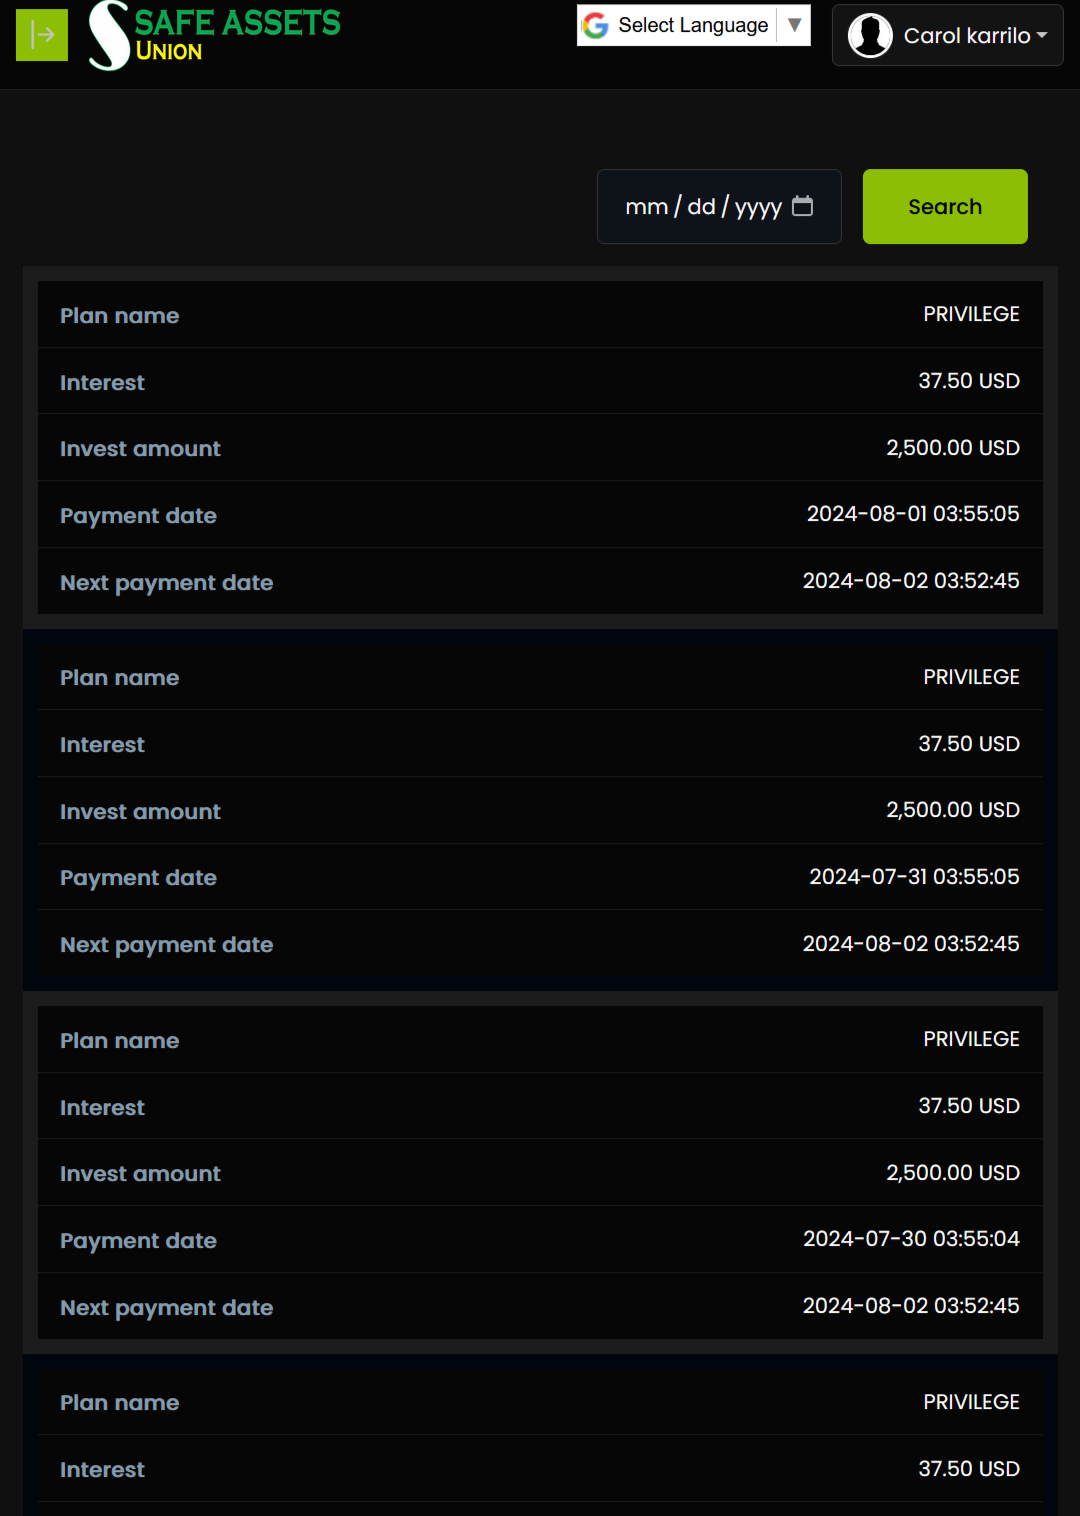 SAFE ASSETS
UNION
Select Language ▼
Carol karrilo
mm / dd / yyyy
Search
Plan name PRIVILEGE
Interest 37.50 USD
Invest amount 2,500.00 USD
Payment date 2024-08-01 03:55:05
Next payment date 2024-08-02 03:52:45
Plan name PRIVILEGE
Interest 37.50 USD
Invest amount 2,500.00 USD
Payment date 2024-07-31 03:55:05
Next payment date 2024-08-02 03:52:45
Plan name PRIVILEGE
Interest 37.50 USD
Invest amount 2,500.00 USD
Payment date 2024-07-30 03:55:04
Next payment date 2024-08-02 03:52:45
Plan name PRIVILEGE
Interest 37.50 USD